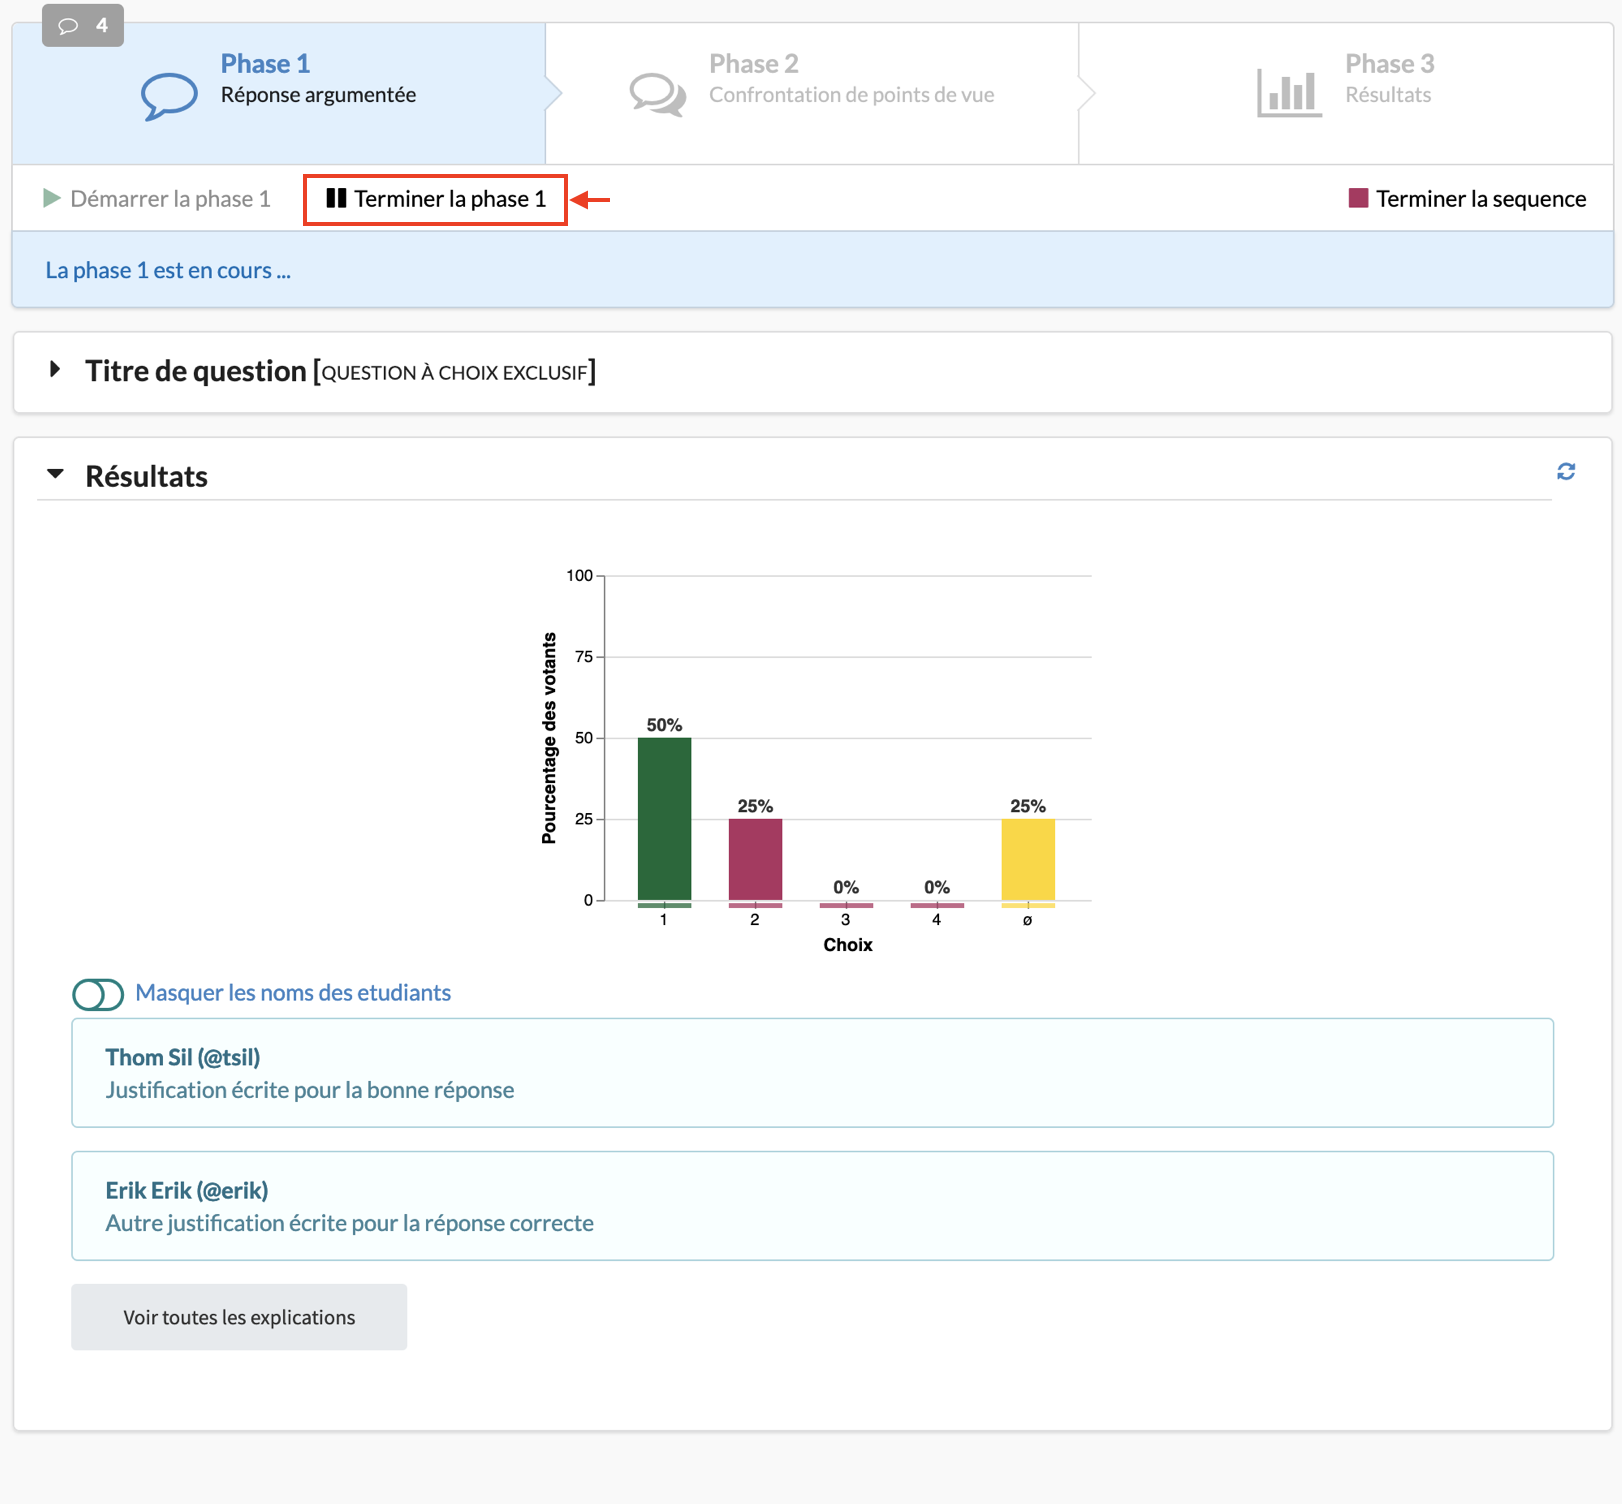 4
Phase 1
Réponse argumentée
Phase 2
Confrontation de points de vue
Phase 3
Résultats
Démarrer la phase 1
Terminer la phase 1
Terminer la sequence
La phase 1 est en cours ...
Titre de question [QUESTION À CHOIX EXCLUSIF]
Résultats
Pourcentage des votants
100
75
50
25
0
50%
25%
0%
0%
25%
1
2
3
4
ø
Choix
Masquer les noms des etudiants
Thom Sil (@tsil)
Justification écrite pour la bonne réponse
Erik Erik (@erik)
Autre justification écrite pour la réponse correcte
Voir toutes les explications